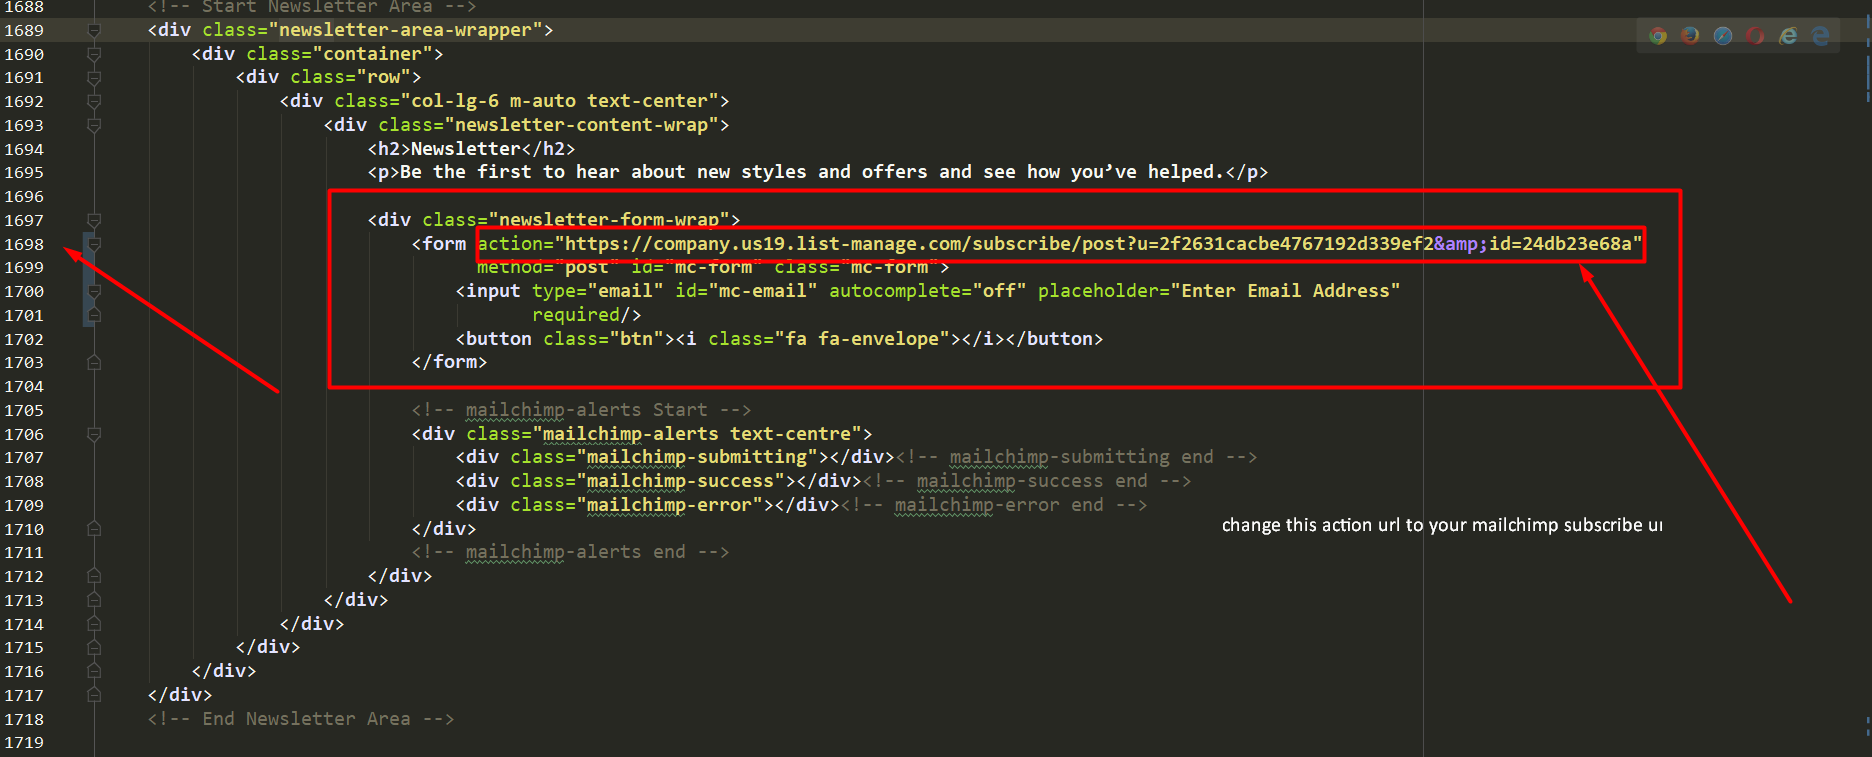 1688 <!-- Start Newsletter Area -->
1689 <div class="newsletter-area-wrapper">
1690 <div class="container">
1691 <div class="row">
1692 <div class="col-lg-6 m-auto text-center">
1693 <div class="newsletter-content-wrap">
1694 <h2>Newsletter</h2>
1695 <p>Be the first to hear about new styles and offers and see how you’ve helped.</p>
1696
1697 <div class="newsletter-form-wrap">
1698 <form action="https://company.us19.list-manage.com/subscribe/post?u=2f2631cacbe4767192d339ef2&amp;id=24db23e68a"
1699 method="post" id="mc-form" class="mc-form">
1700 <input type="email" id="mc-email" autocomplete="off" placeholder="Enter Email Address"
1701 required/>
1702 <button class="btn"><i class="fa fa-envelope"></i></button>
1703 </form>
1704
1705 <!-- mailchimp-alerts Start -->
1706 <div class="mailchimp-alerts text-centre">
1707 <div class="mailchimp-submitting"></div><!-- mailchimp-submitting end -->
1708 <div class="mailchimp-success"></div><!-- mailchimp-success end -->
1709 <div class="mailchimp-error"></div><!-- mailchimp-error end -->
1710 </div>
change this action url to your mailchimp subscribe
1711 <!-- mailchimp-alerts end -->
1712 </div>
1713 </div>
1714 </div>
1715 </div>
1716 </div>
1717 </div>
1718 <!-- End Newsletter Area -->
1719